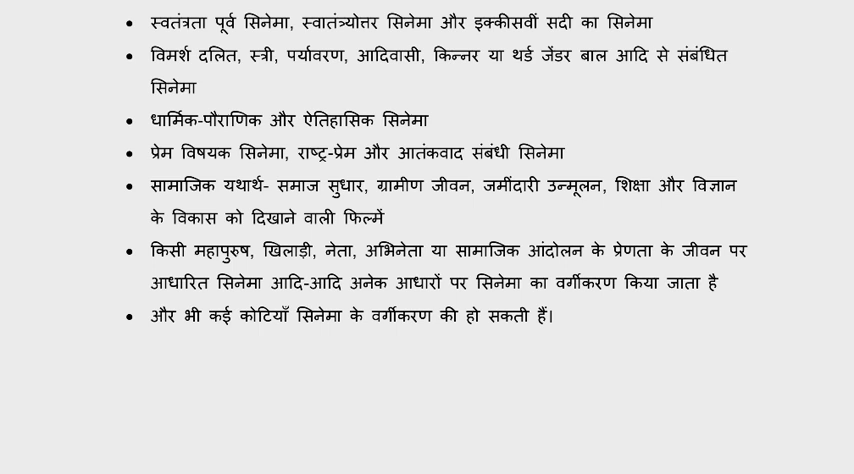 • स्वतंत्रता पूर्व सिनेमा, स्वातंत्र्योत्तर सिनेमा और इक्कीसवीं सदी का सिनेमा
• विमर्श दलित, स्त्री, पर्यावरण, आदिवासी, किन्नर या थर्ड जेंडर बाल आदि से संबंधित
सिनेमा
• धार्मिक-पौराणिक और ऐतिहासिक सिनेमा
• प्रेम विषयक सिनेमा, राष्ट्र-प्रेम और आतंकवाद संबंधी सिनेमा
• सामाजिक यथार्थ- समाज सुधार, ग्रामीण जीवन, जमींदारी उन्मूलन, शिक्षा और विज्ञान
के विकास को दिखाने वाली फिल्में
• किसी महापुरुष, खिलाड़ी, नेता, अभिनेता या सामाजिक आंदोलन के प्रेणता के जीवन पर
आधारित सिनेमा आदि-आदि अनेक आधारों पर सिनेमा का वर्गीकरण किया जाता है
• और भी कई कोटियाँ सिनेमा के वर्गीकरण की हो सकती हैं।